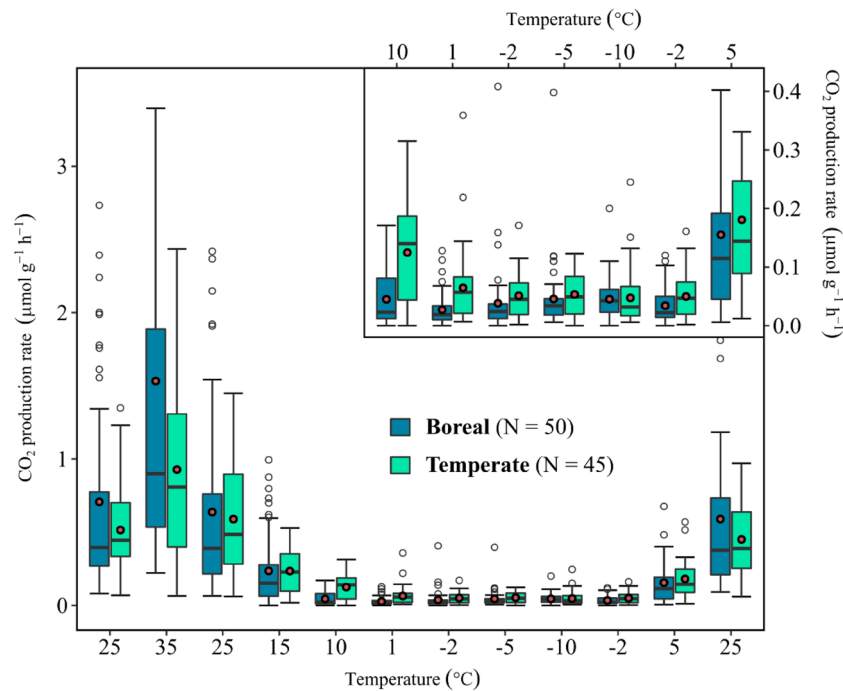 Temperature (°C)
10 1 -2 -5 -10 -2 5
0.4
0.3
0.2
0.1
0.0
CO₂ production rate (μmol g⁻¹ h⁻¹)
3
2
1
0
CO₂ production rate (μmol g⁻¹ h⁻¹)
Boreal (N = 50)
Temperate (N = 45)
25 35 25 15 10 1 -2 -5 -10 -2 5 25
Temperature (°C)